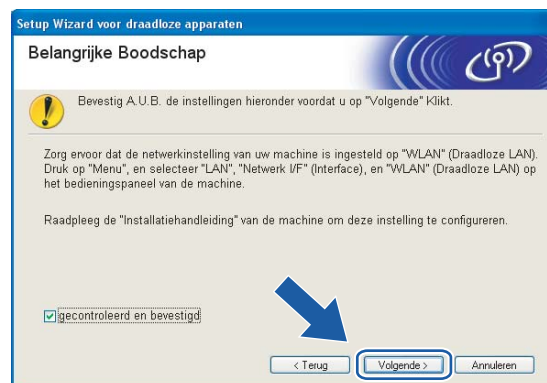 Setup Wizard voor draadloze apparaten
Belangrijke Boodschap
Bevestig A.U.B. de instellingen hieronder voordat u op "Volgende" Klikt.
Zorg ervoor dat de netwerkinstelling van uw machine is ingesteld op "WLAN" (Draadloze LAN).
Druk op "Menu", en selecteer "LAN", "Netwerk I/F" (Interface), en "WLAN" (Draadloze LAN) op
het bedieningspaneel van de machine.
Raadpleeg de "Installatiehandleiding" van de machine om deze instelling te configureren.
gecontroleerd en bevestigd
< Terug
Volgende >
Annuleren